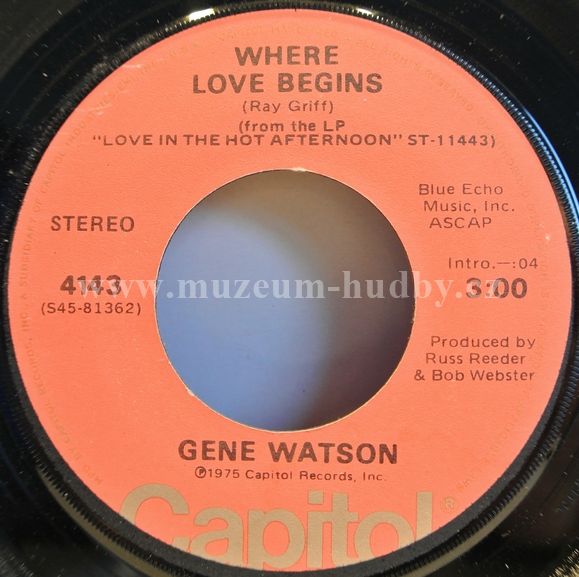 WHERE
LOVE BEGINS
(Ray Griff)
(from the LP
"LOVE IN THE HOT AFTERNOON" ST-11443)
Blue Echo
Music, Inc.
ASCAP
STEREO
Intro.—:04
4143
3:00
(S45-81362)
www.muzeum-hudby.cz
Produced by
Russ Reeder
& Bob Webster
GENE WATSON
℗1975 Capitol Records, Inc.
Capitol